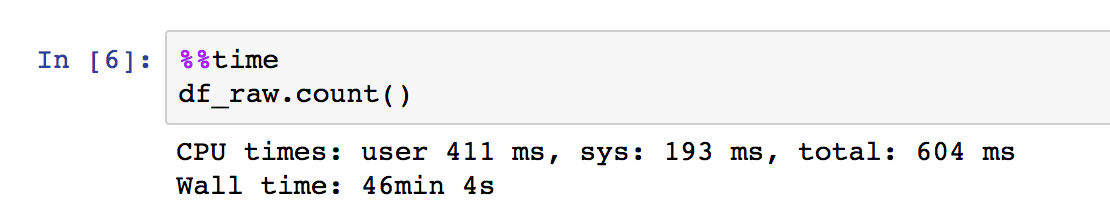 In [6]: %%time
df_raw.count()
CPU times: user 411 ms, sys: 193 ms, total: 604 ms
Wall time: 46min 4s